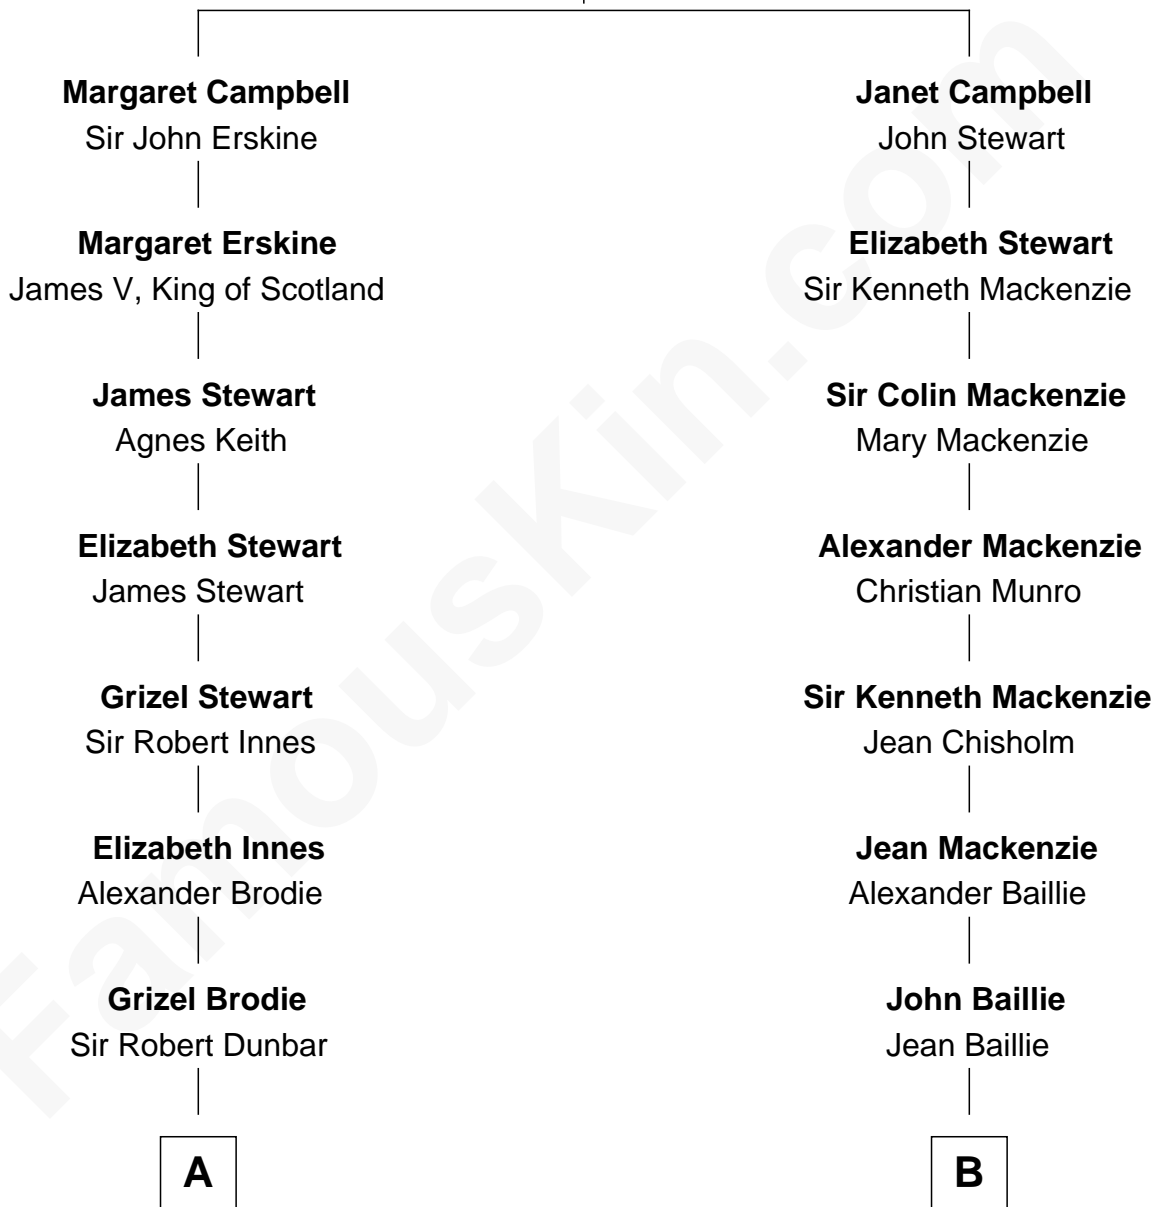 Margaret Campbell
Sir John Erskine
Margaret Erskine
James V, King of Scotland
James Stewart
Agnes Keith
Elizabeth Stewart
James Stewart
Grizel Stewart
Sir Robert Innes
Elizabeth Innes
Alexander Brodie
Grizel Brodie
Sir Robert Dunbar
A
Janet Campbell
John Stewart
Elizabeth Stewart
Sir Kenneth Mackenzie
Sir Colin Mackenzie
Mary Mackenzie
Alexander Mackenzie
Christian Munro
Sir Kenneth Mackenzie
Jean Chisholm
Jean Mackenzie
Alexander Baillie
John Baillie
Jean Baillie
B
FamousKin.com